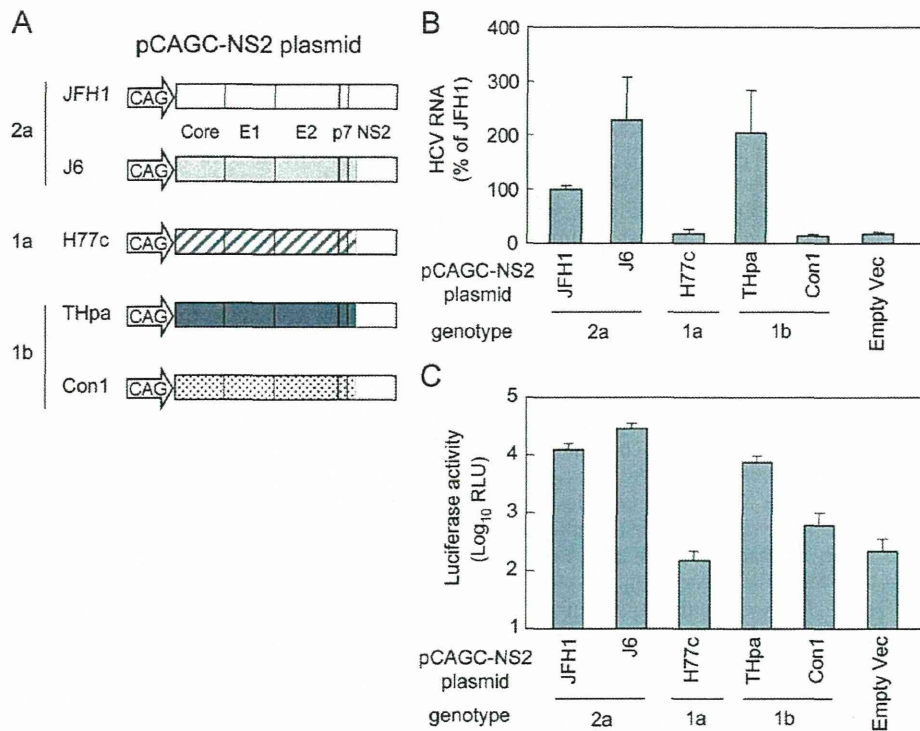 A
pCAGC-NS2 plasmid
2a
JFH1
CAG
Core E1 E2 p7 NS2
J6
CAG
1a
H77c
CAG
1b
THpa
CAG
Con1
CAG
B
HCV RNA
(% of JFH1)
400
300
200
100
0
pCAGC-NS2
plasmid
JFH1
J6
H77c
THpa
Con1
Empty Vec
genotype
2a
1a
1b
C
Luciferase activity
(Log10 RLU)
5
4
3
2
1
pCAGC-NS2
plasmid
JFH1
J6
H77c
THpa
Con1
Empty Vec
genotype
2a
1a
1b